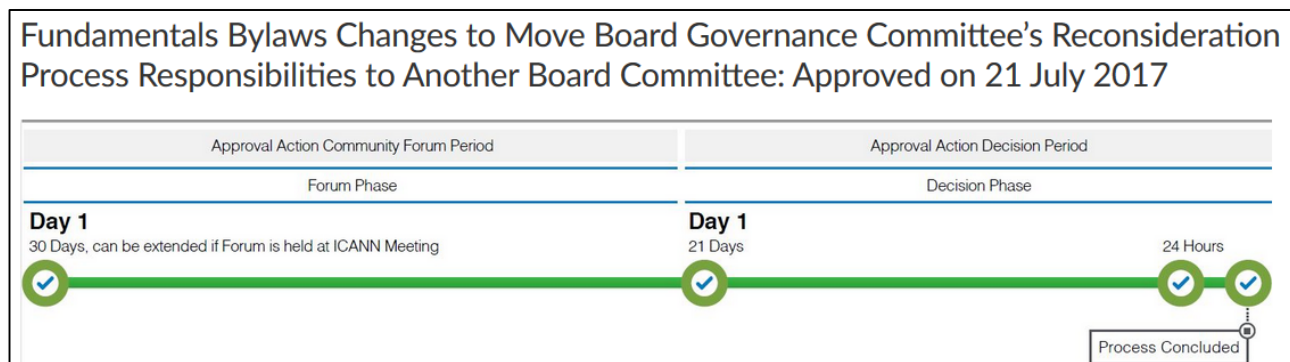 Fundamentals Bylaws Changes to Move Board Governance Committee's Reconsideration
Process Responsibilities to Another Board Committee: Approved on 21 July 2017
Approval Action Community Forum Period
Approval Action Decision Period
Forum Phase
Decision Phase
Day 1
30 Days, can be extended if Forum is held at ICANN Meeting
Day 1
21 Days
24 Hours
Process Concluded